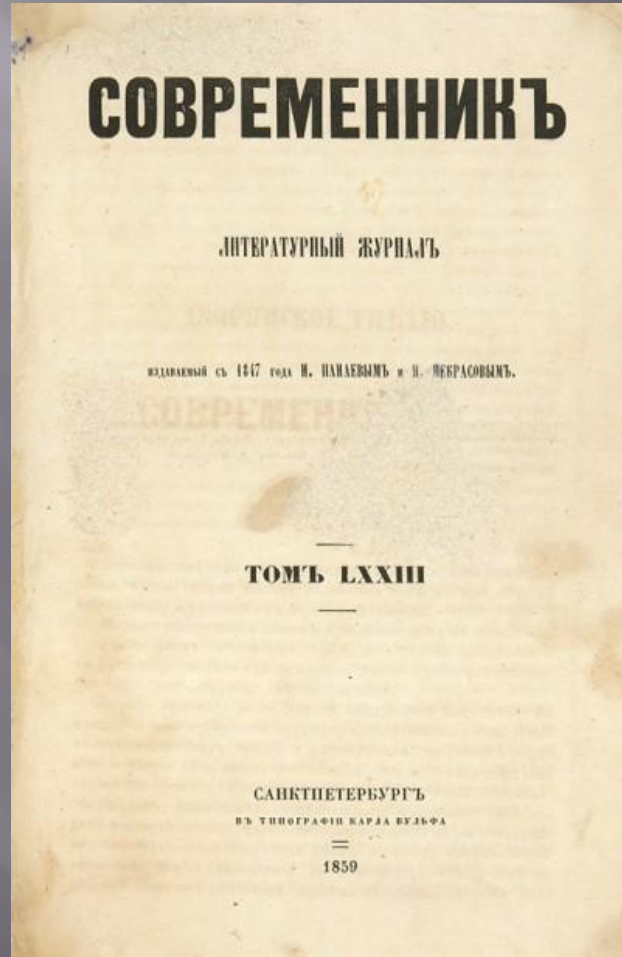 СОВРЕМЕННИКЪ
ЛИТЕРАТУРНЫЙ ЖУРНАЛЪ
ИЗДАВАЕМЫЙ СЪ 1847 ГОДА И. ПАНАЕВЫМЪ И Н. НЕКРАСОВЫМЪ.
ТОМЪ LXXIII
САНКТПЕТЕРБУРГЪ
ВЪ ТИПОГРАФІИ КАРЛА ВУЛЬФА
1859